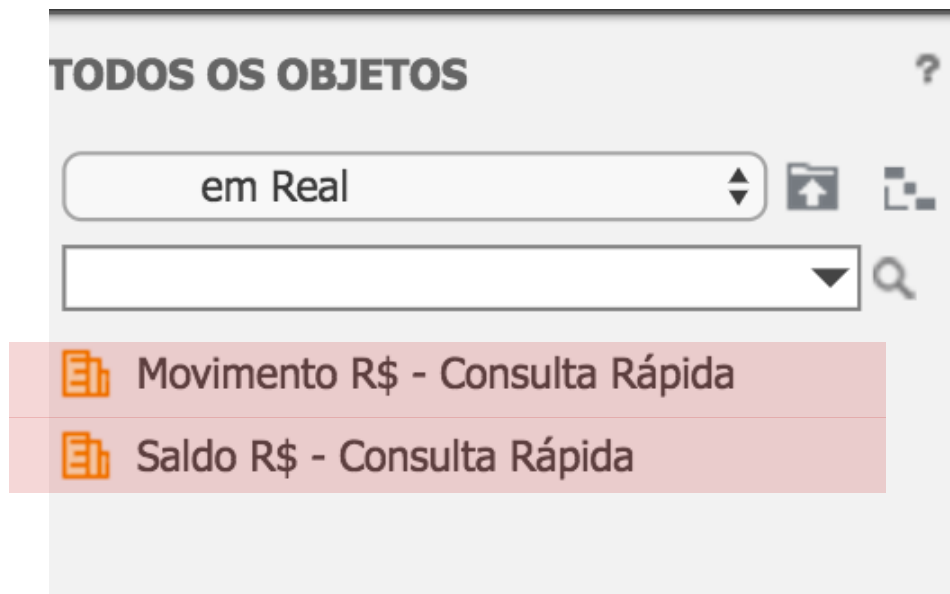 TODOS OS OBJETOS ?
em Real
Movimento R$ - Consulta Rápida
Saldo R$ - Consulta Rápida